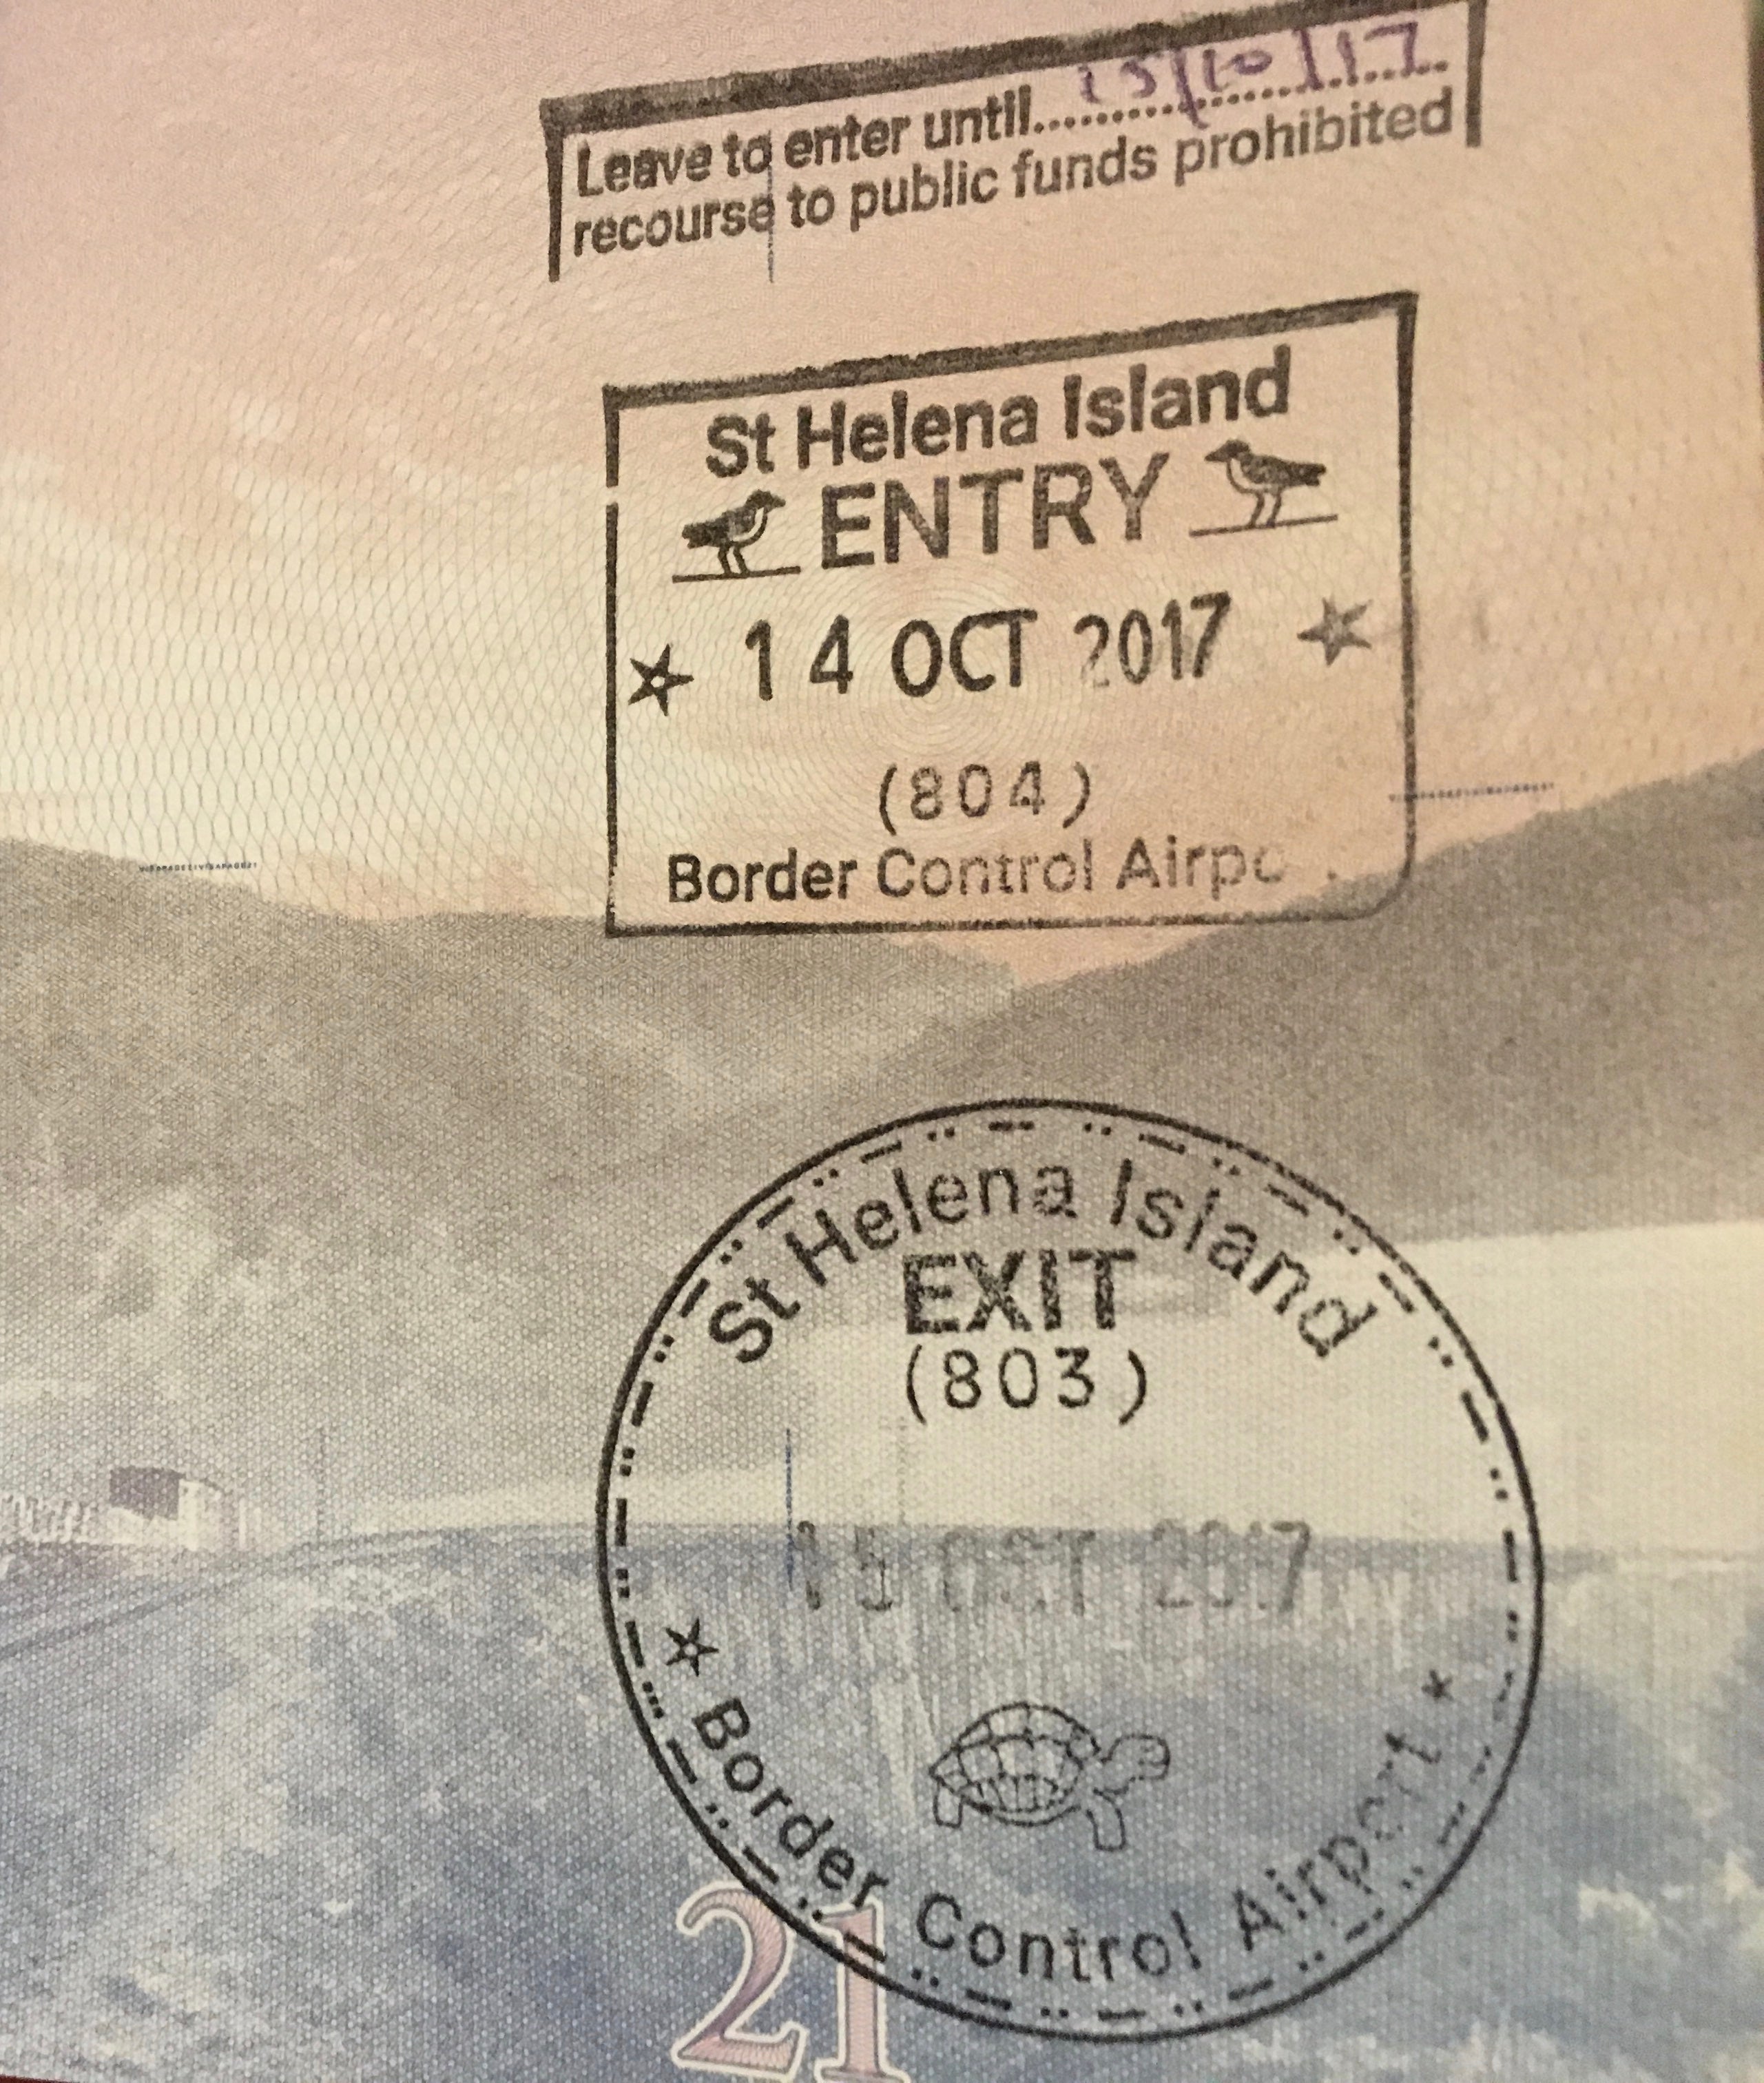 Leave to enter until................15/10/17
recourse to public funds prohibited
St Helena Island
ENTRY
14 OCT 2017
(804)
Border Control
St Helena Island
EXIT
(803)
15 OCT 2017
Border Control Airport
21